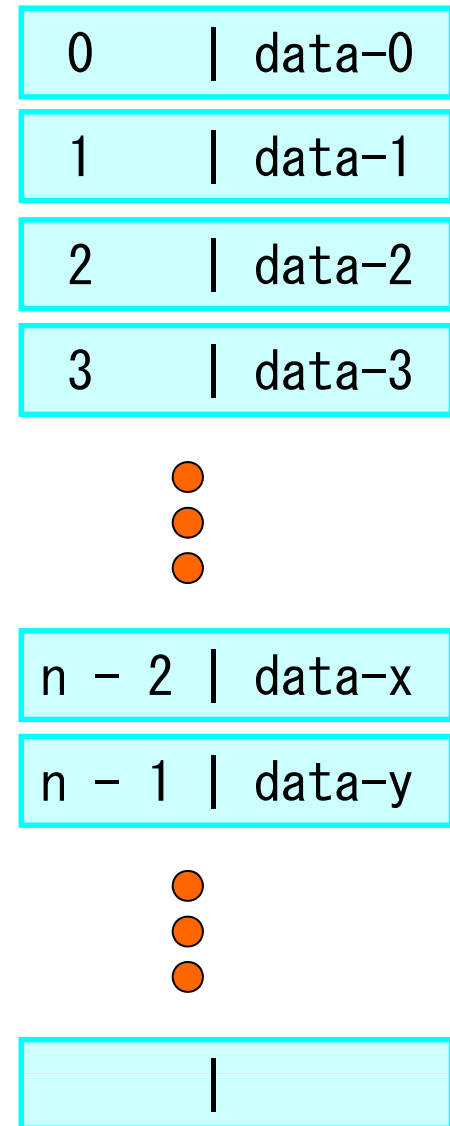 0 | data-0
1 | data-1
2 | data-2
3 | data-3
n - 2 | data-x
n - 1 | data-y
|